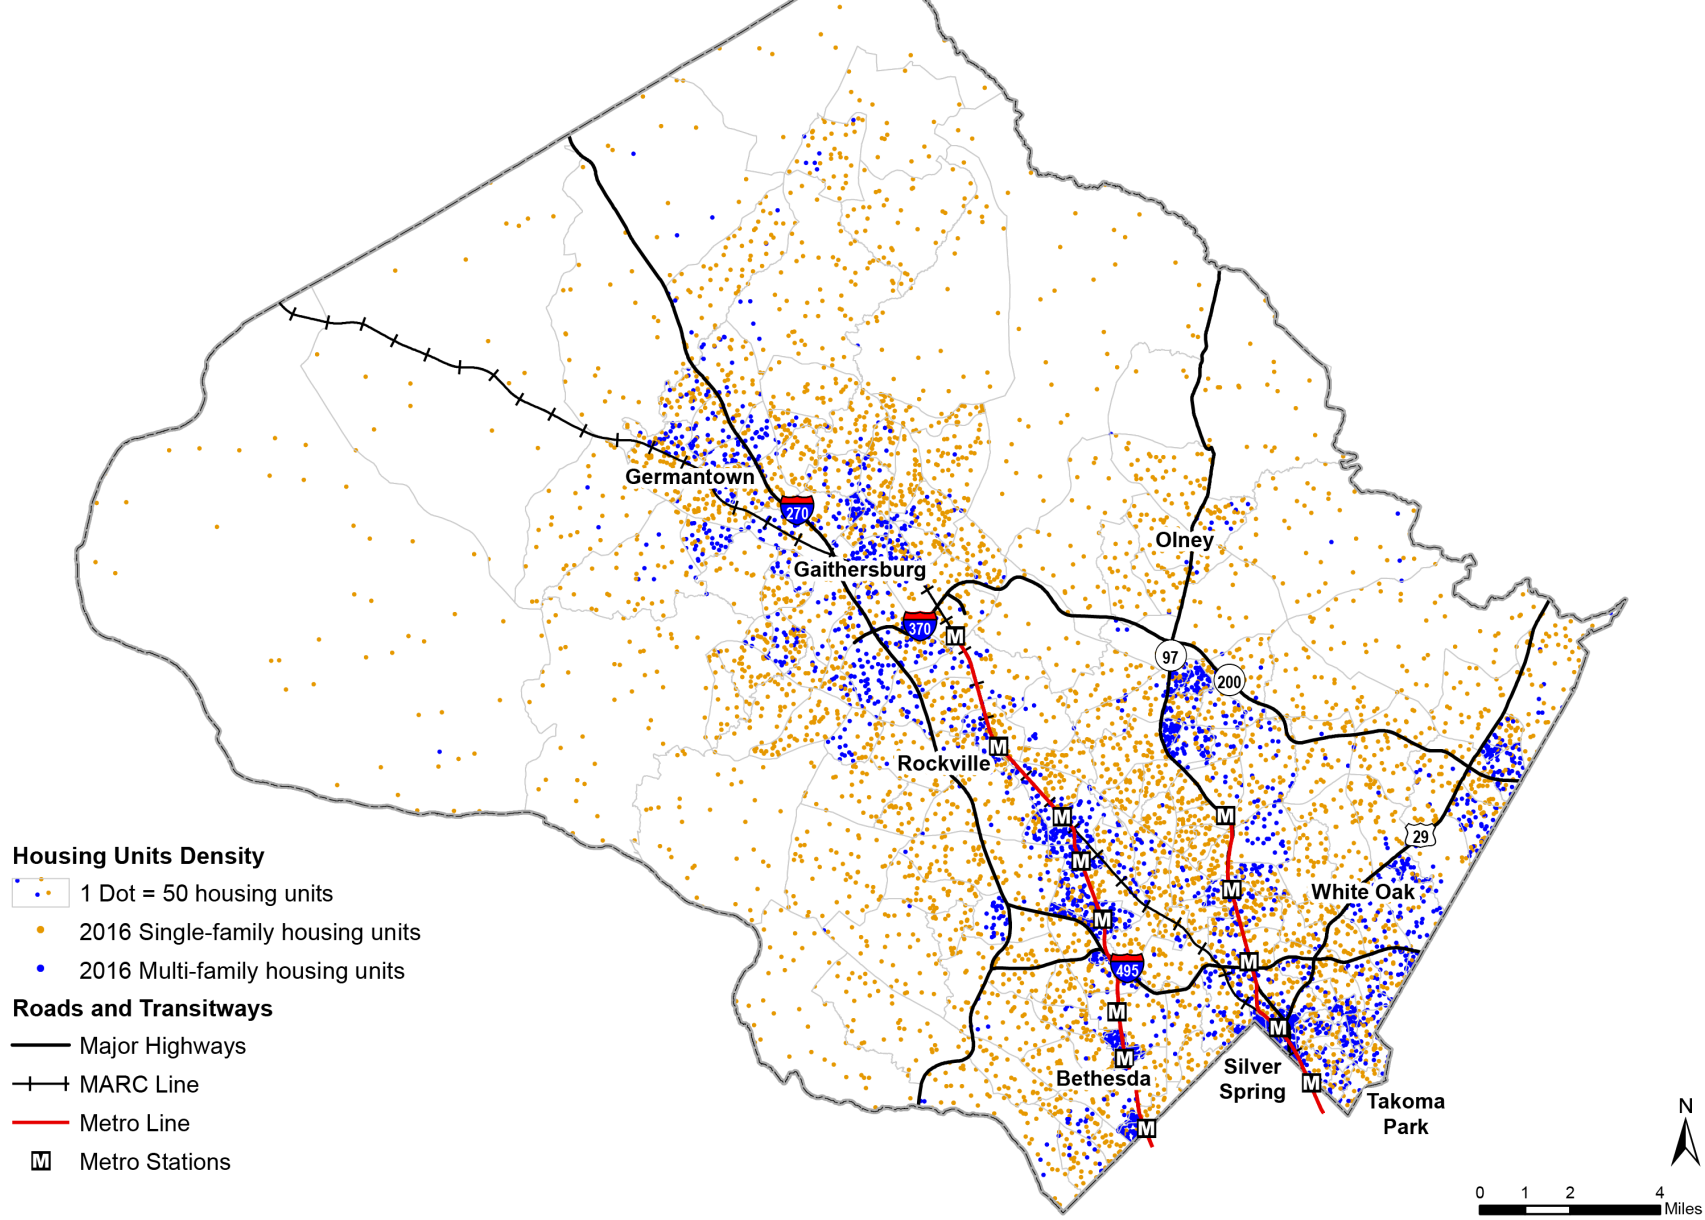 Germantown
270
Gaithersburg
370
M
Olney
97
200
M
Rockville
M
M
29
M
M
White Oak
M
M
495
M
M
M
Bethesda
Silver
Spring
M
Takoma
Park
M
Housing Units Density
1 Dot = 50 housing units
2016 Single-family housing units
2016 Multi-family housing units
Roads and Transitways
Major Highways
MARC Line
Metro Line
M Metro Stations
N
0 1 2 4
Miles